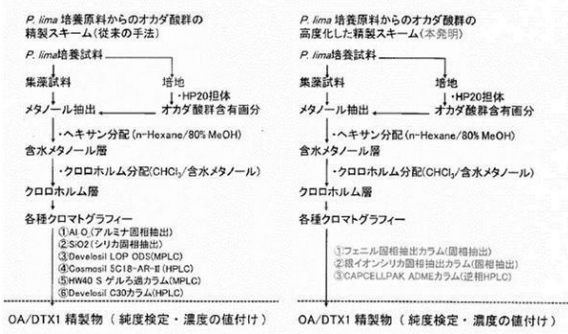 P. lima 培養原料からのオカダ酸群の
精製スキーム(従来の手法)
P. lima培養試料
集藻試料
培地
・HP20担体
メタノール抽出
オカダ酸群含有画分
・ヘキサン分配(n-Hexane/80% MeOH)
含水メタノール層
・クロロホルム分配(CHCl3/含水メタノール)
クロロホルム層
各種クロマトグラフィー
①Al O (アルミナ固相抽出)
②SiO2(シリカ固相抽出)
③Develosil LOP ODS(MPLC)
④Cosmosil 5C18-AR-Ⅱ(HPLC)
⑤HW40 S ゲルろ過カラム(MPLC)
⑥Develosil C30カラム(HPLC)
OA/DTX1 精製物 (純度検定・濃度の値付け)
P. lima 培養原料からのオカダ酸群の
高度化した精製スキーム(本発明)
P. lima培養試料
集藻試料
培地
・HP20担体
メタノール抽出
オカダ酸群含有画分
・ヘキサン分配(n-Hexane/80% MeOH)
含水メタノール層
・クロロホルム分配(CHCl3/含水メタノール)
クロロホルム層
各種クロマトグラフィー
①フェニル固相抽出カラム(固相抽出)
②銀イオンシリカ固相抽出カラム(固相抽出)
③CAPCELLPAK ADMEカラム(逆相HPLC)
OA/DTX1 精製物 (純度検定・濃度の値付け)